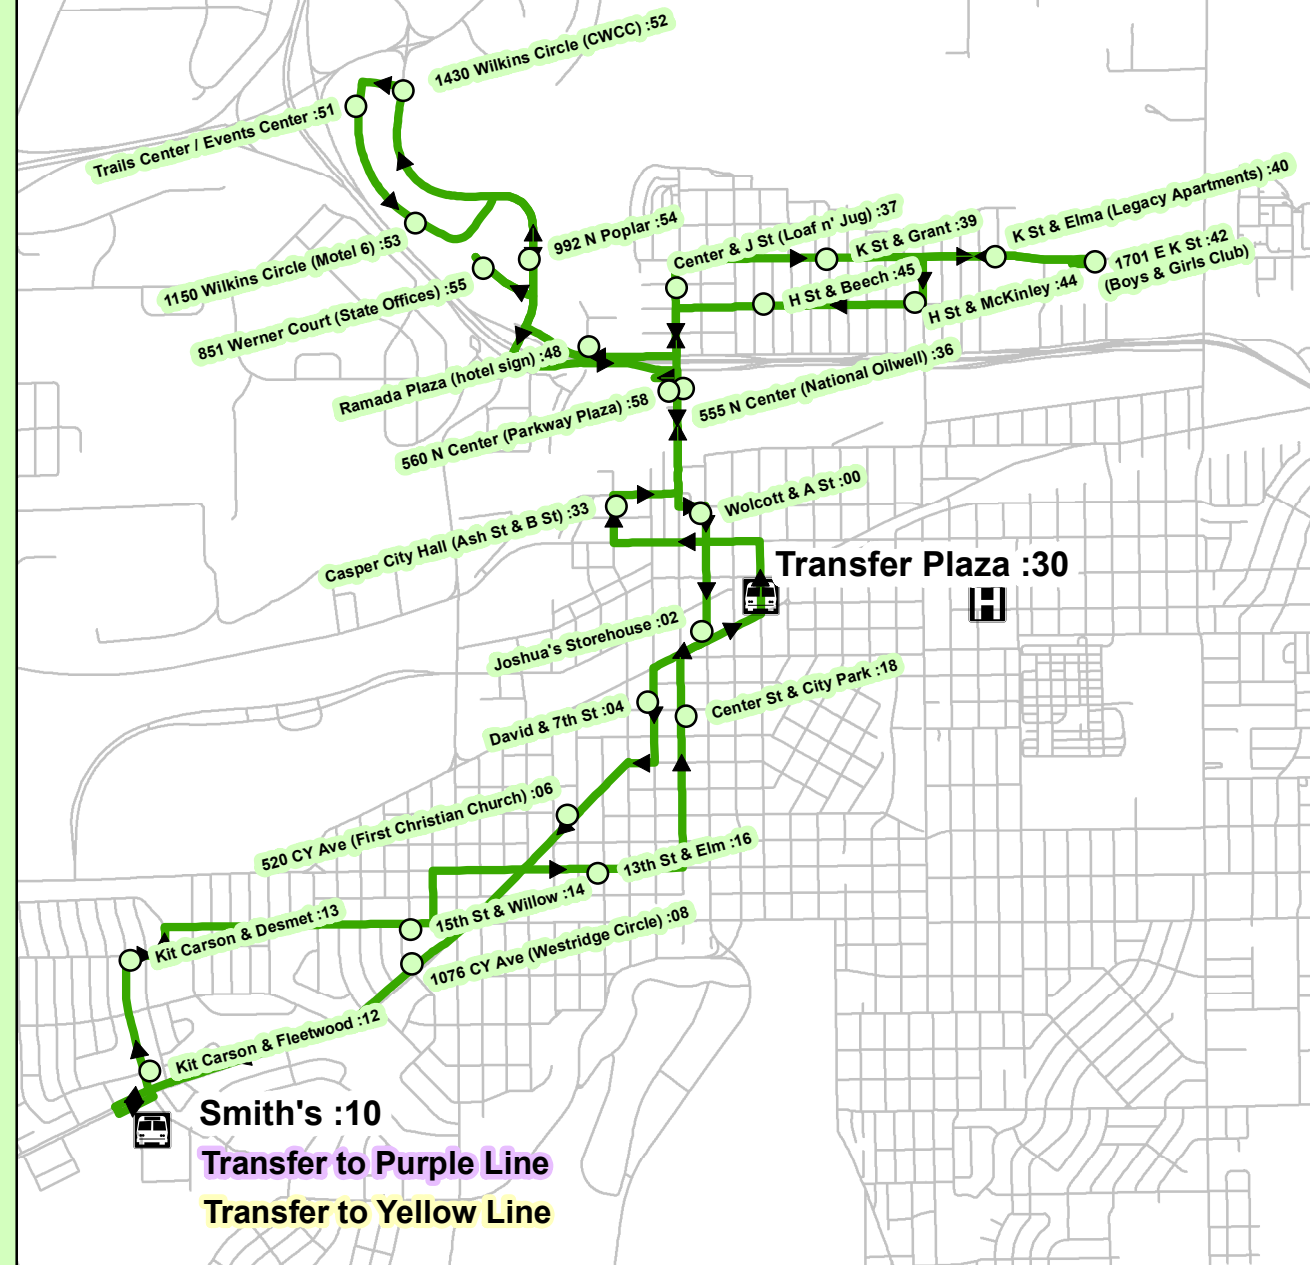 1430 Wilkins Circle (CWCC) :52
Trails Center / Events Center :51
K St & Elma (Legacy Apartments) :40
Center & J St (Loaf n' Jug) :37
K St & Grant :39
992 N Poplar :54
1150 Wilkins Circle (Motel 6) :53
1701 E K St :42
(Boys & Girls Club)
H St & Beech :45
H St & McKinley :44
851 Werner Court (State Offices) :55
Ramada Plaza (hotel sign) :48
555 N Center (National Oilwell) :36
560 N Center (Parkway Plaza) :58
Wolcott & A St :00
Casper City Hall (Ash St & B St) :33
Transfer Plaza :30
H
Joshua's Storehouse :02
Center St & City Park :18
David & 7th St :04
520 CY Ave (First Christian Church) :06
13th St & Elm :16
15th St & Willow :14
Kit Carson & Desmet :13
1076 CY Ave (Westridge Circle) :08
Kit Carson & Fleetwood :12
Smith's :10
Transfer to Purple Line
Transfer to Yellow Line